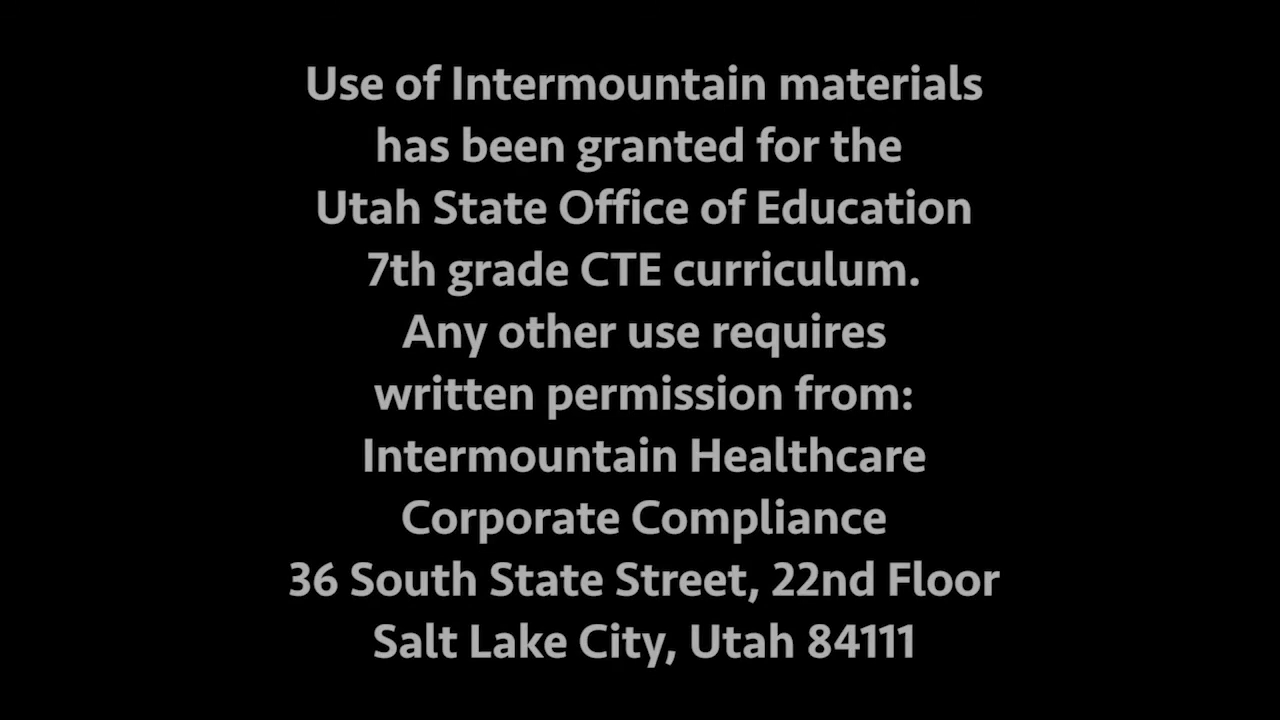 Use of Intermountain materials
has been granted for the
Utah State Office of Education
7th grade CTE curriculum.
Any other use requires
written permission from:
Intermountain Healthcare
Corporate Compliance
36 South State Street, 22nd Floor
Salt Lake City, Utah 84111